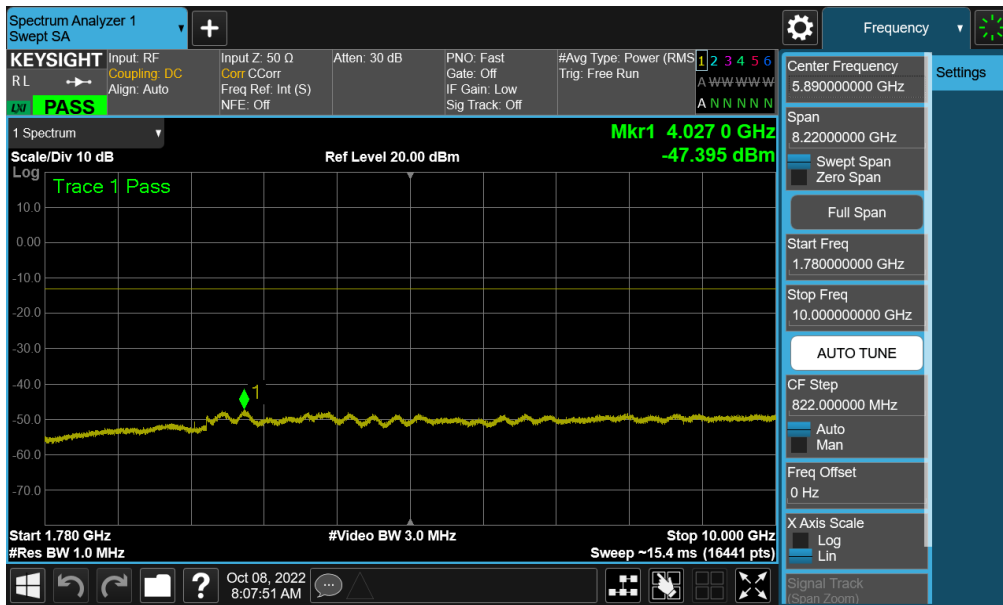 Spectrum Analyzer 1
Swept SA
+
Frequency
KEYSIGHT
R L
LXI PASS
Input: RF
Coupling: DC
Align: Auto
Input Z: 50 Ω
Corr CCorr
Freq Ref: Int (S)
NFE: Off
Atten: 30 dB
PNO: Fast
Gate: Off
IF Gain: Low
Sig Track: Off
#Avg Type: Power (RMS
Trig: Free Run
1 2 3 4 5 6
A W W W W W
A N N N N N
1 Spectrum
Scale/Div 10 dB
Ref Level 20.00 dBm
Mkr1 4.027 0 GHz
-47.395 dBm
Log
Trace 1 Pass
10.0
0.00
-10.0
-20.0
-30.0
-40.0
1
-50.0
-60.0
-70.0
Start 1.780 GHz
#Video BW 3.0 MHz
Stop 10.000 GHz
#Res BW 1.0 MHz
Sweep ~15.4 ms (16441 pts)
Center Frequency
5.890000000 GHz
Settings
Span
8.22000000 GHz
Swept Span
Zero Span
Full Span
Start Freq
1.780000000 GHz
Stop Freq
10.000000000 GHz
AUTO TUNE
CF Step
822.000000 MHz
Auto
Man
Freq Offset
0 Hz
X Axis Scale
Log
Lin
Signal Track
(Span Zoom)
?
Oct 08, 2022
8:07:51 AM